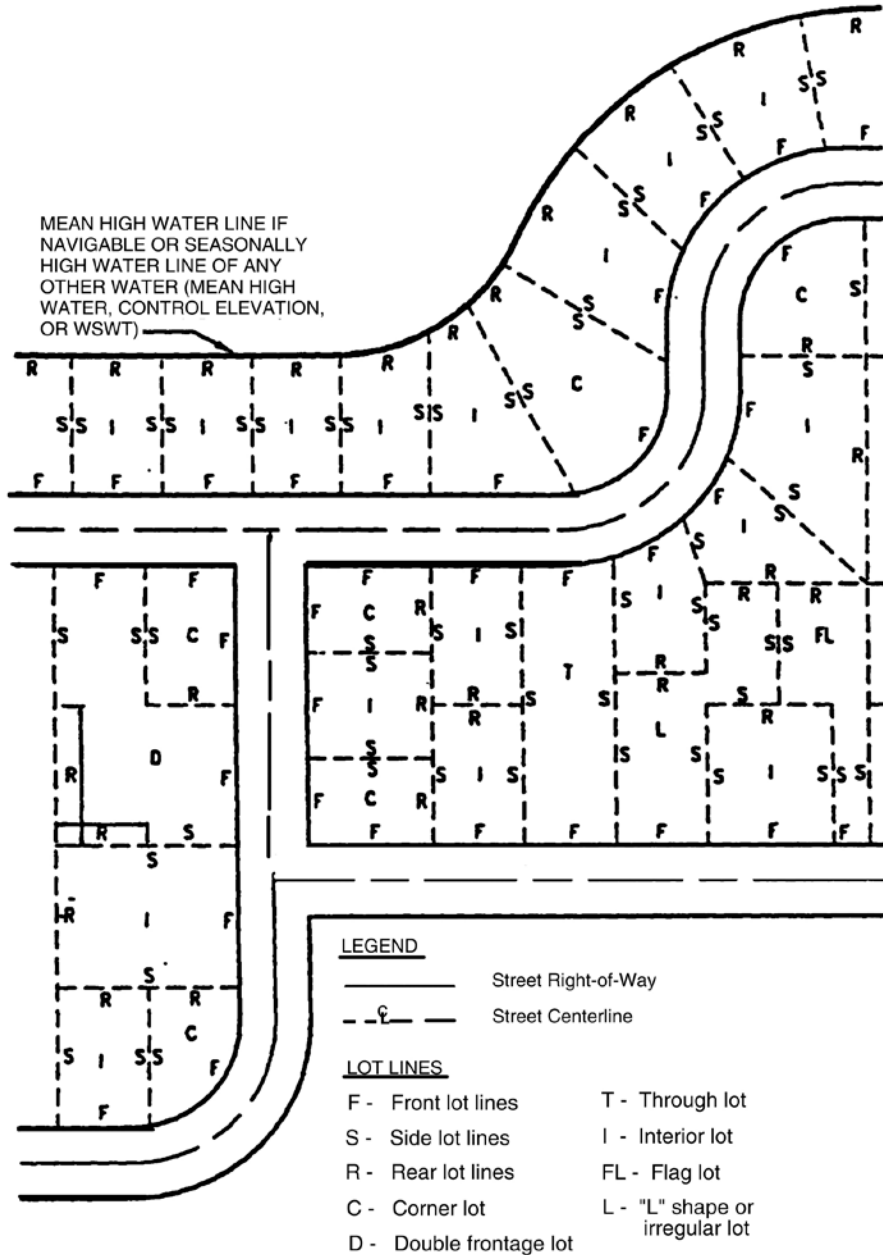 R
R
S S
R I
S S F
F
I
S S F
R
MEAN HIGH WATER LINE IF
NAVIGABLE OR SEASONALLY
HIGH WATER LINE OF ANY
OTHER WATER (MEAN HIGH
WATER, CONTROL ELEVATION,
OR WSWT)
I F
R F C S
S
S
R R
R R R R R R S
C
S S I S S I S S I S S I S S I S S F F I
F F F F F F R
S
I S
S
F F F F F F I
S S S C F F C R S I S T S I S S S S FL
S
S
R R R R S
R
F I R R L R
D
R F S S S S
S
F C R S I S S I S S S
R S F F F F F F
S
R I F
S
R R
S I S S C F
F
LEGEND
Street Right-of-Way
℄ Street Centerline
LOT LINES
F - Front lot lines
S - Side lot lines
R - Rear lot lines
C - Corner lot
D - Double frontage lot
T - Through lot
I - Interior lot
FL - Flag lot
L - "L" shape or
irregular lot